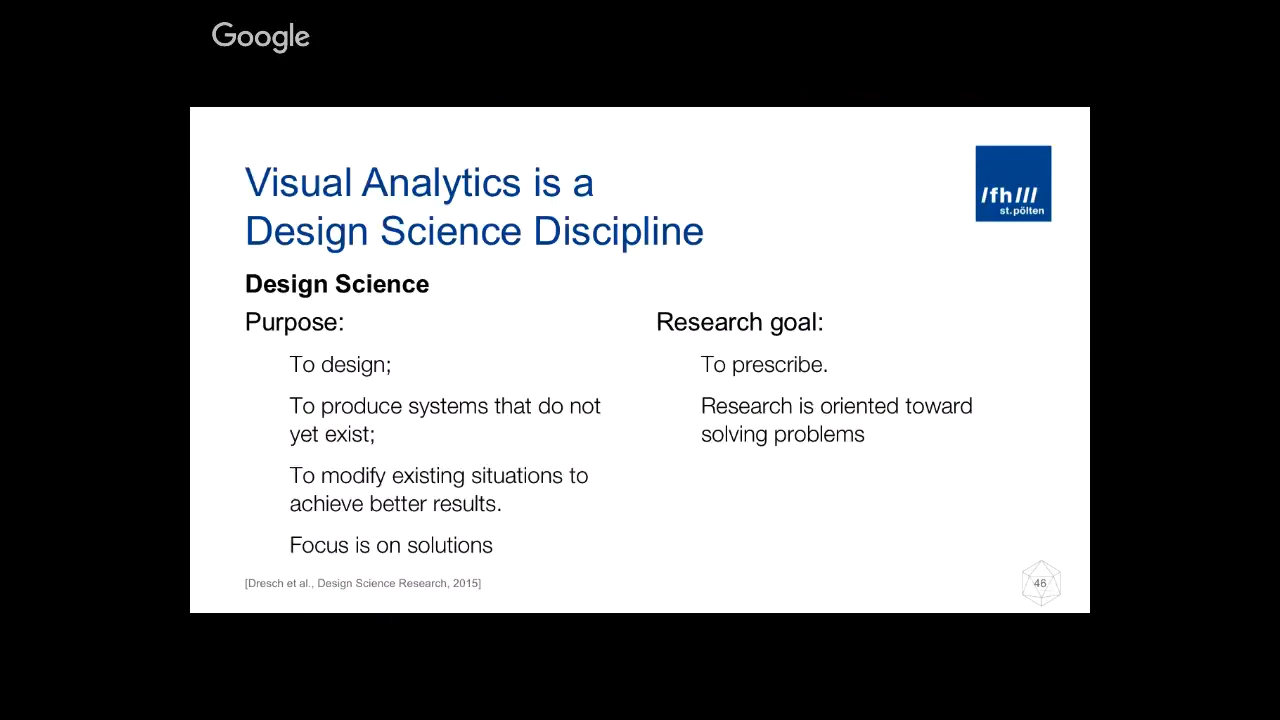 Google
Visual Analytics is a
Design Science Discipline
/fh///
st.pölten
Design Science
Purpose:
To design;
To produce systems that do not
yet exist;
To modify existing situations to
achieve better results.
Focus is on solutions
Research goal:
To prescribe.
Research is oriented toward
solving problems
[Dresch et al., Design Science Research, 2015]
46